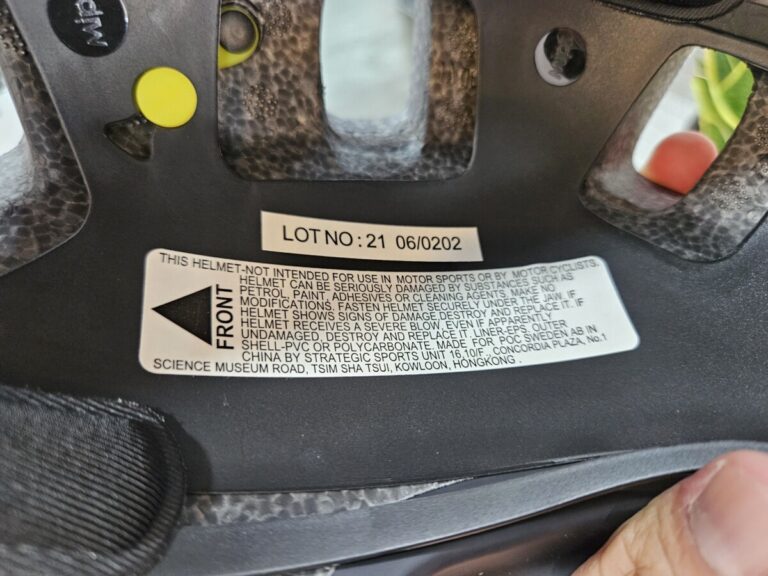 mips
LOT NO : 21 06/0202
THIS HELMET-NOT INTENDED FOR USE IN MOTOR SPORTS OR BY MOTOR CYCLISTS.
HELMET CAN BE SERIOUSLY DAMAGED BY SUBSTANCES SUCH AS
PETROL, PAINT, ADHESIVES OR CLEANING AGENTS, MAKE NO
MODIFICATIONS. FASTEN HELMET SECURELY UNDER THE JAW. IF
HELMET SHOWS SIGNS OF DAMAGE,DESTROY AND REPLACE IT. IF
HELMET RECEIVES A SEVERE BLOW, EVEN IF APPARENTLY
UNDAMAGED, DESTROY AND REPLACE IT. LINER-EPS, OUTER
SHELL-PVC OR POLYCARBONATE. MADE FOR POC SWEDEN AB IN
CHINA BY STRATEGIC SPORTS UNIT 16,10/F., CONCORDIA PLAZA, No.1
SCIENCE MUSEUM ROAD, TSIM SHA TSUI, KOWLOON, HONGKONG .
FRONT